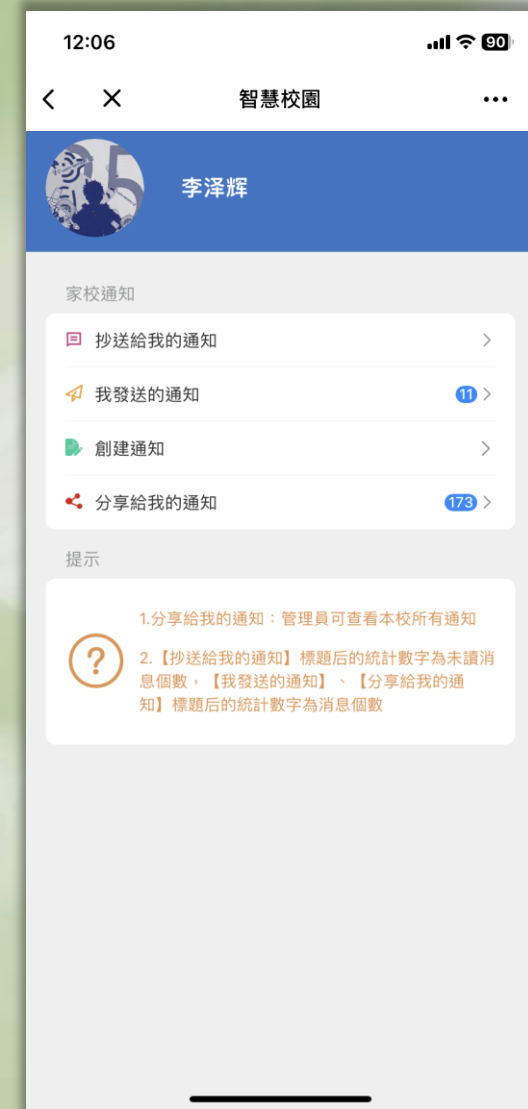 12:06
90
智慧校園
李泽辉
家校通知
抄送給我的通知
我發送的通知 11
創建通知
分享給我的通知 173
提示
1.分享給我的通知：管理員可查看本校所有通知
2.【抄送給我的通知】標題后的統計數字為未讀消
息個數，【我發送的通知】、【分享給我的通
知】標題后的統計數字為消息個數